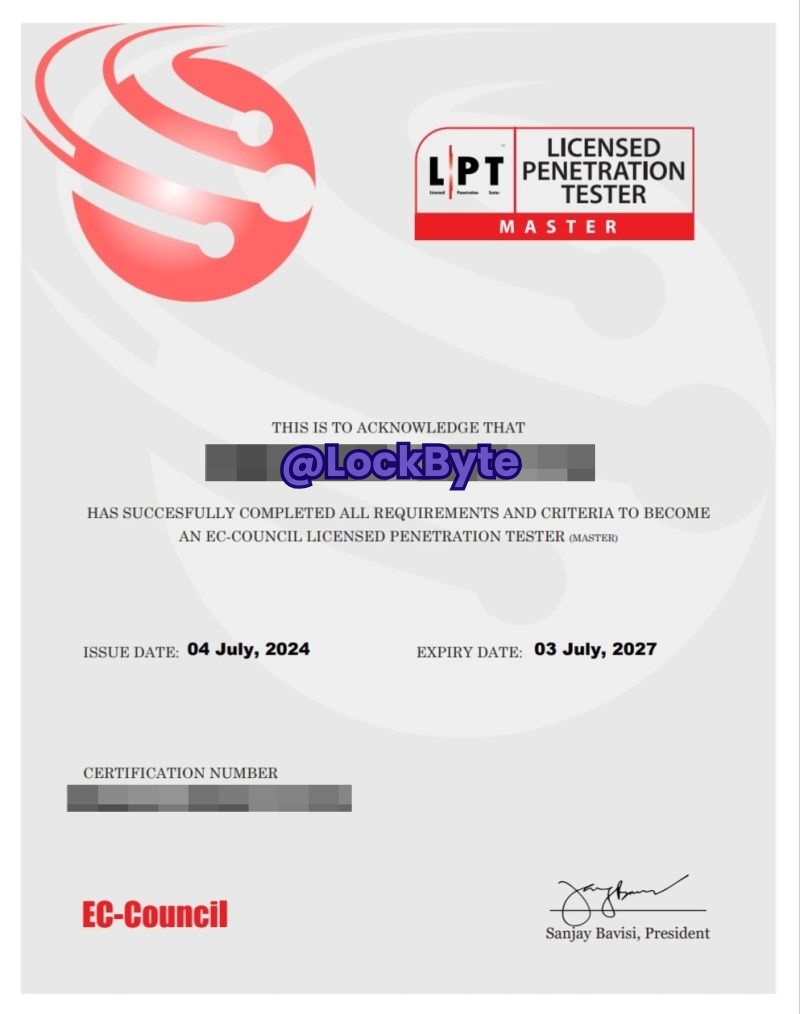 LPT
™
Licensed Penetration Tester
LICENSED
PENETRATION
TESTER
MASTER
THIS IS TO ACKNOWLEDGE THAT
@LockByte
HAS SUCCESFULLY COMPLETED ALL REQUIREMENTS AND CRITERIA TO BECOME
AN EC-COUNCIL LICENSED PENETRATION TESTER (MASTER)
ISSUE DATE: 04 July, 2024 EXPIRY DATE: 03 July, 2027
CERTIFICATION NUMBER
EC-Council
Sanjay Bavisi, President